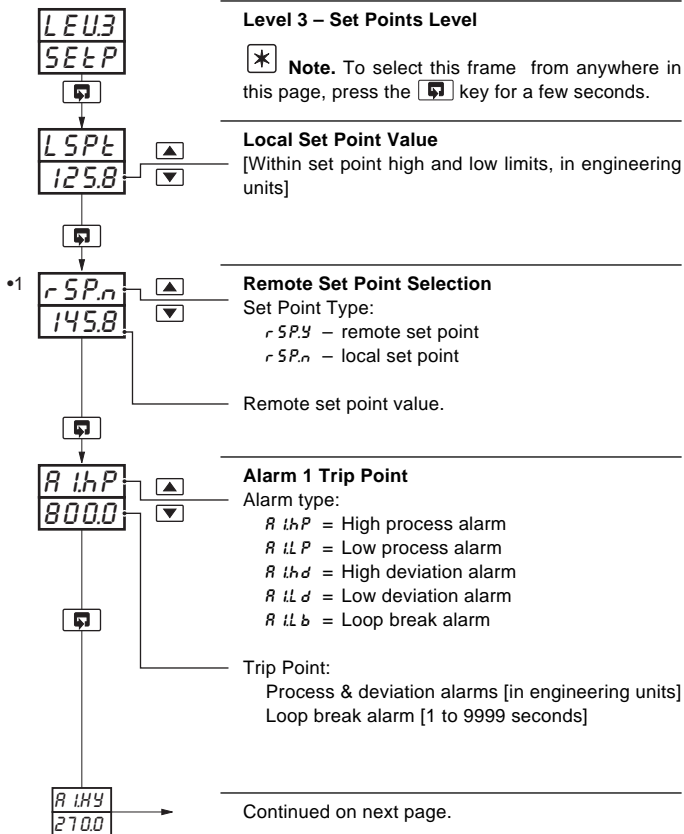 LEV.3
SEtP
Level 3 – Set Points Level
Note. To select this frame from anywhere in
this page, press the key for a few seconds.
LSPt
125.8
Local Set Point Value
[Within set point high and low limits, in engineering
units]
•1
rSP.n
145.8
Remote Set Point Selection
Set Point Type:
rSP.Y – remote set point
rSP.n – local set point
Remote set point value.
A1.hP
800.0
Alarm 1 Trip Point
Alarm type:
A1.hP = High process alarm
A1.LP = Low process alarm
A1.hd = High deviation alarm
A1.Ld = Low deviation alarm
A1.Lb = Loop break alarm
Trip Point:
Process & deviation alarms [in engineering units]
Loop break alarm [1 to 9999 seconds]
A1.HY
270.0
Continued on next page.